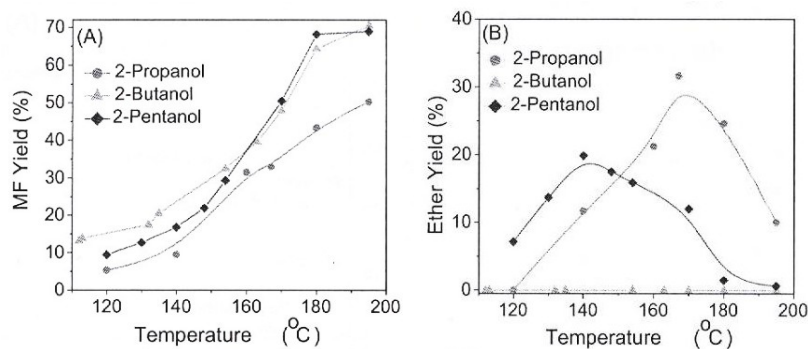 (A)
2-Propanol
2-Butanol
2-Pentanol
MF Yield (%)
70
60
50
40
30
20
10
0
120 140 160 180 200
Temperature (°C)
(B)
2-Propanol
2-Butanol
2-Pentanol
Ether Yield (%)
40
30
20
10
0
120 140 160 180 200
Temperature (°C)